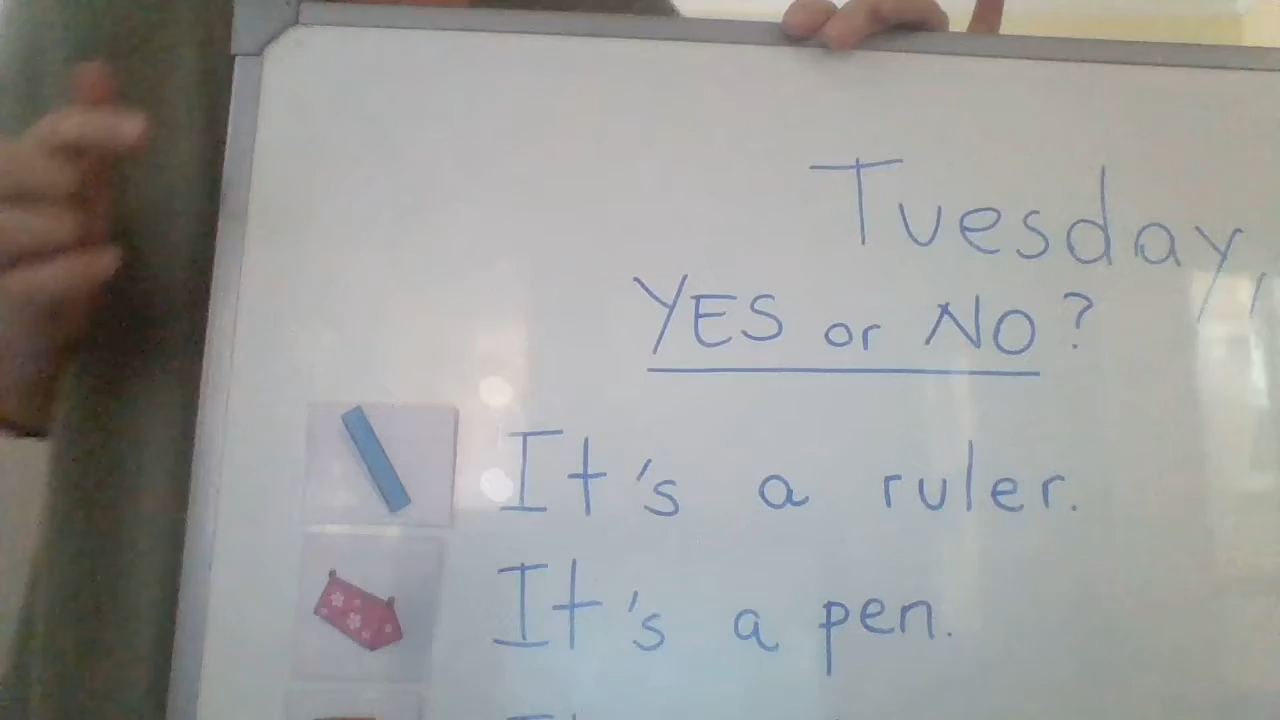 Tuesday,
YES or NO?
It's a ruler.
It's a pen.